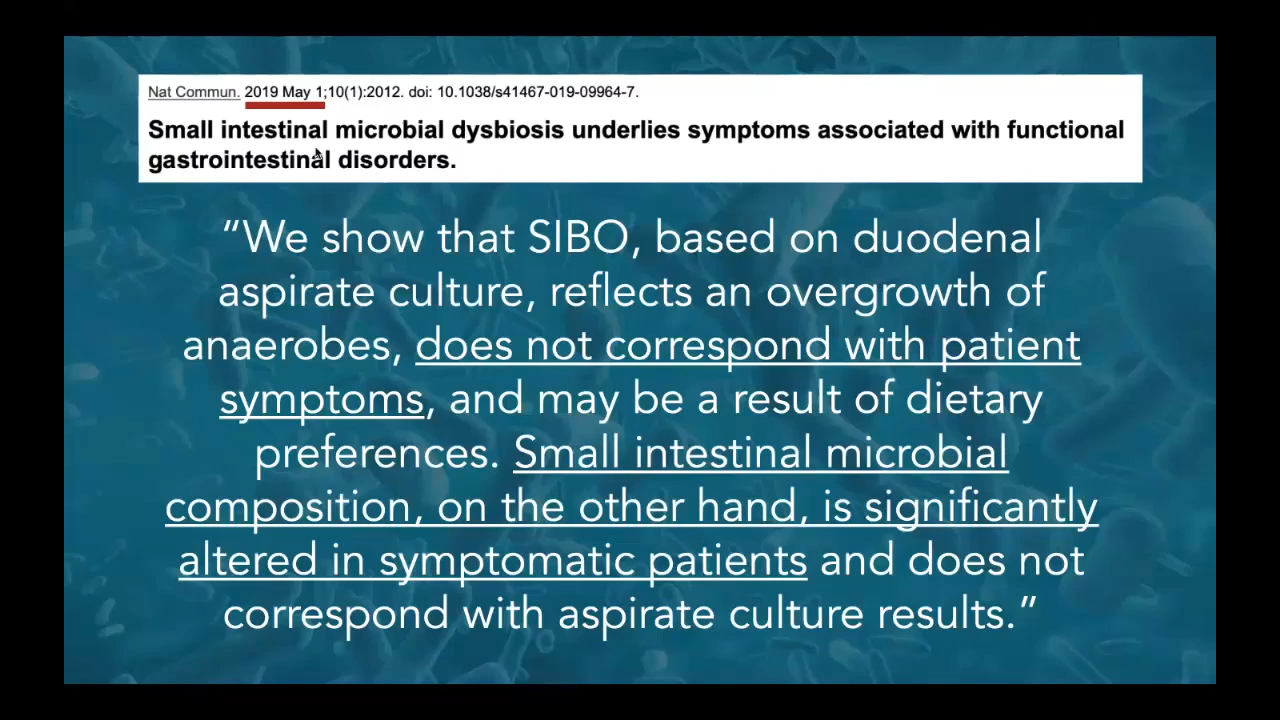 Nat Commun. 2019 May 1;10(1):2012. doi: 10.1038/s41467-019-09964-7.
Small intestinal microbial dysbiosis underlies symptoms associated with functional
gastrointestinal disorders.
“We show that SIBO, based on duodenal
aspirate culture, reflects an overgrowth of
anaerobes, does not correspond with patient
symptoms, and may be a result of dietary
preferences. Small intestinal microbial
composition, on the other hand, is significantly
altered in symptomatic patients and does not
correspond with aspirate culture results.”